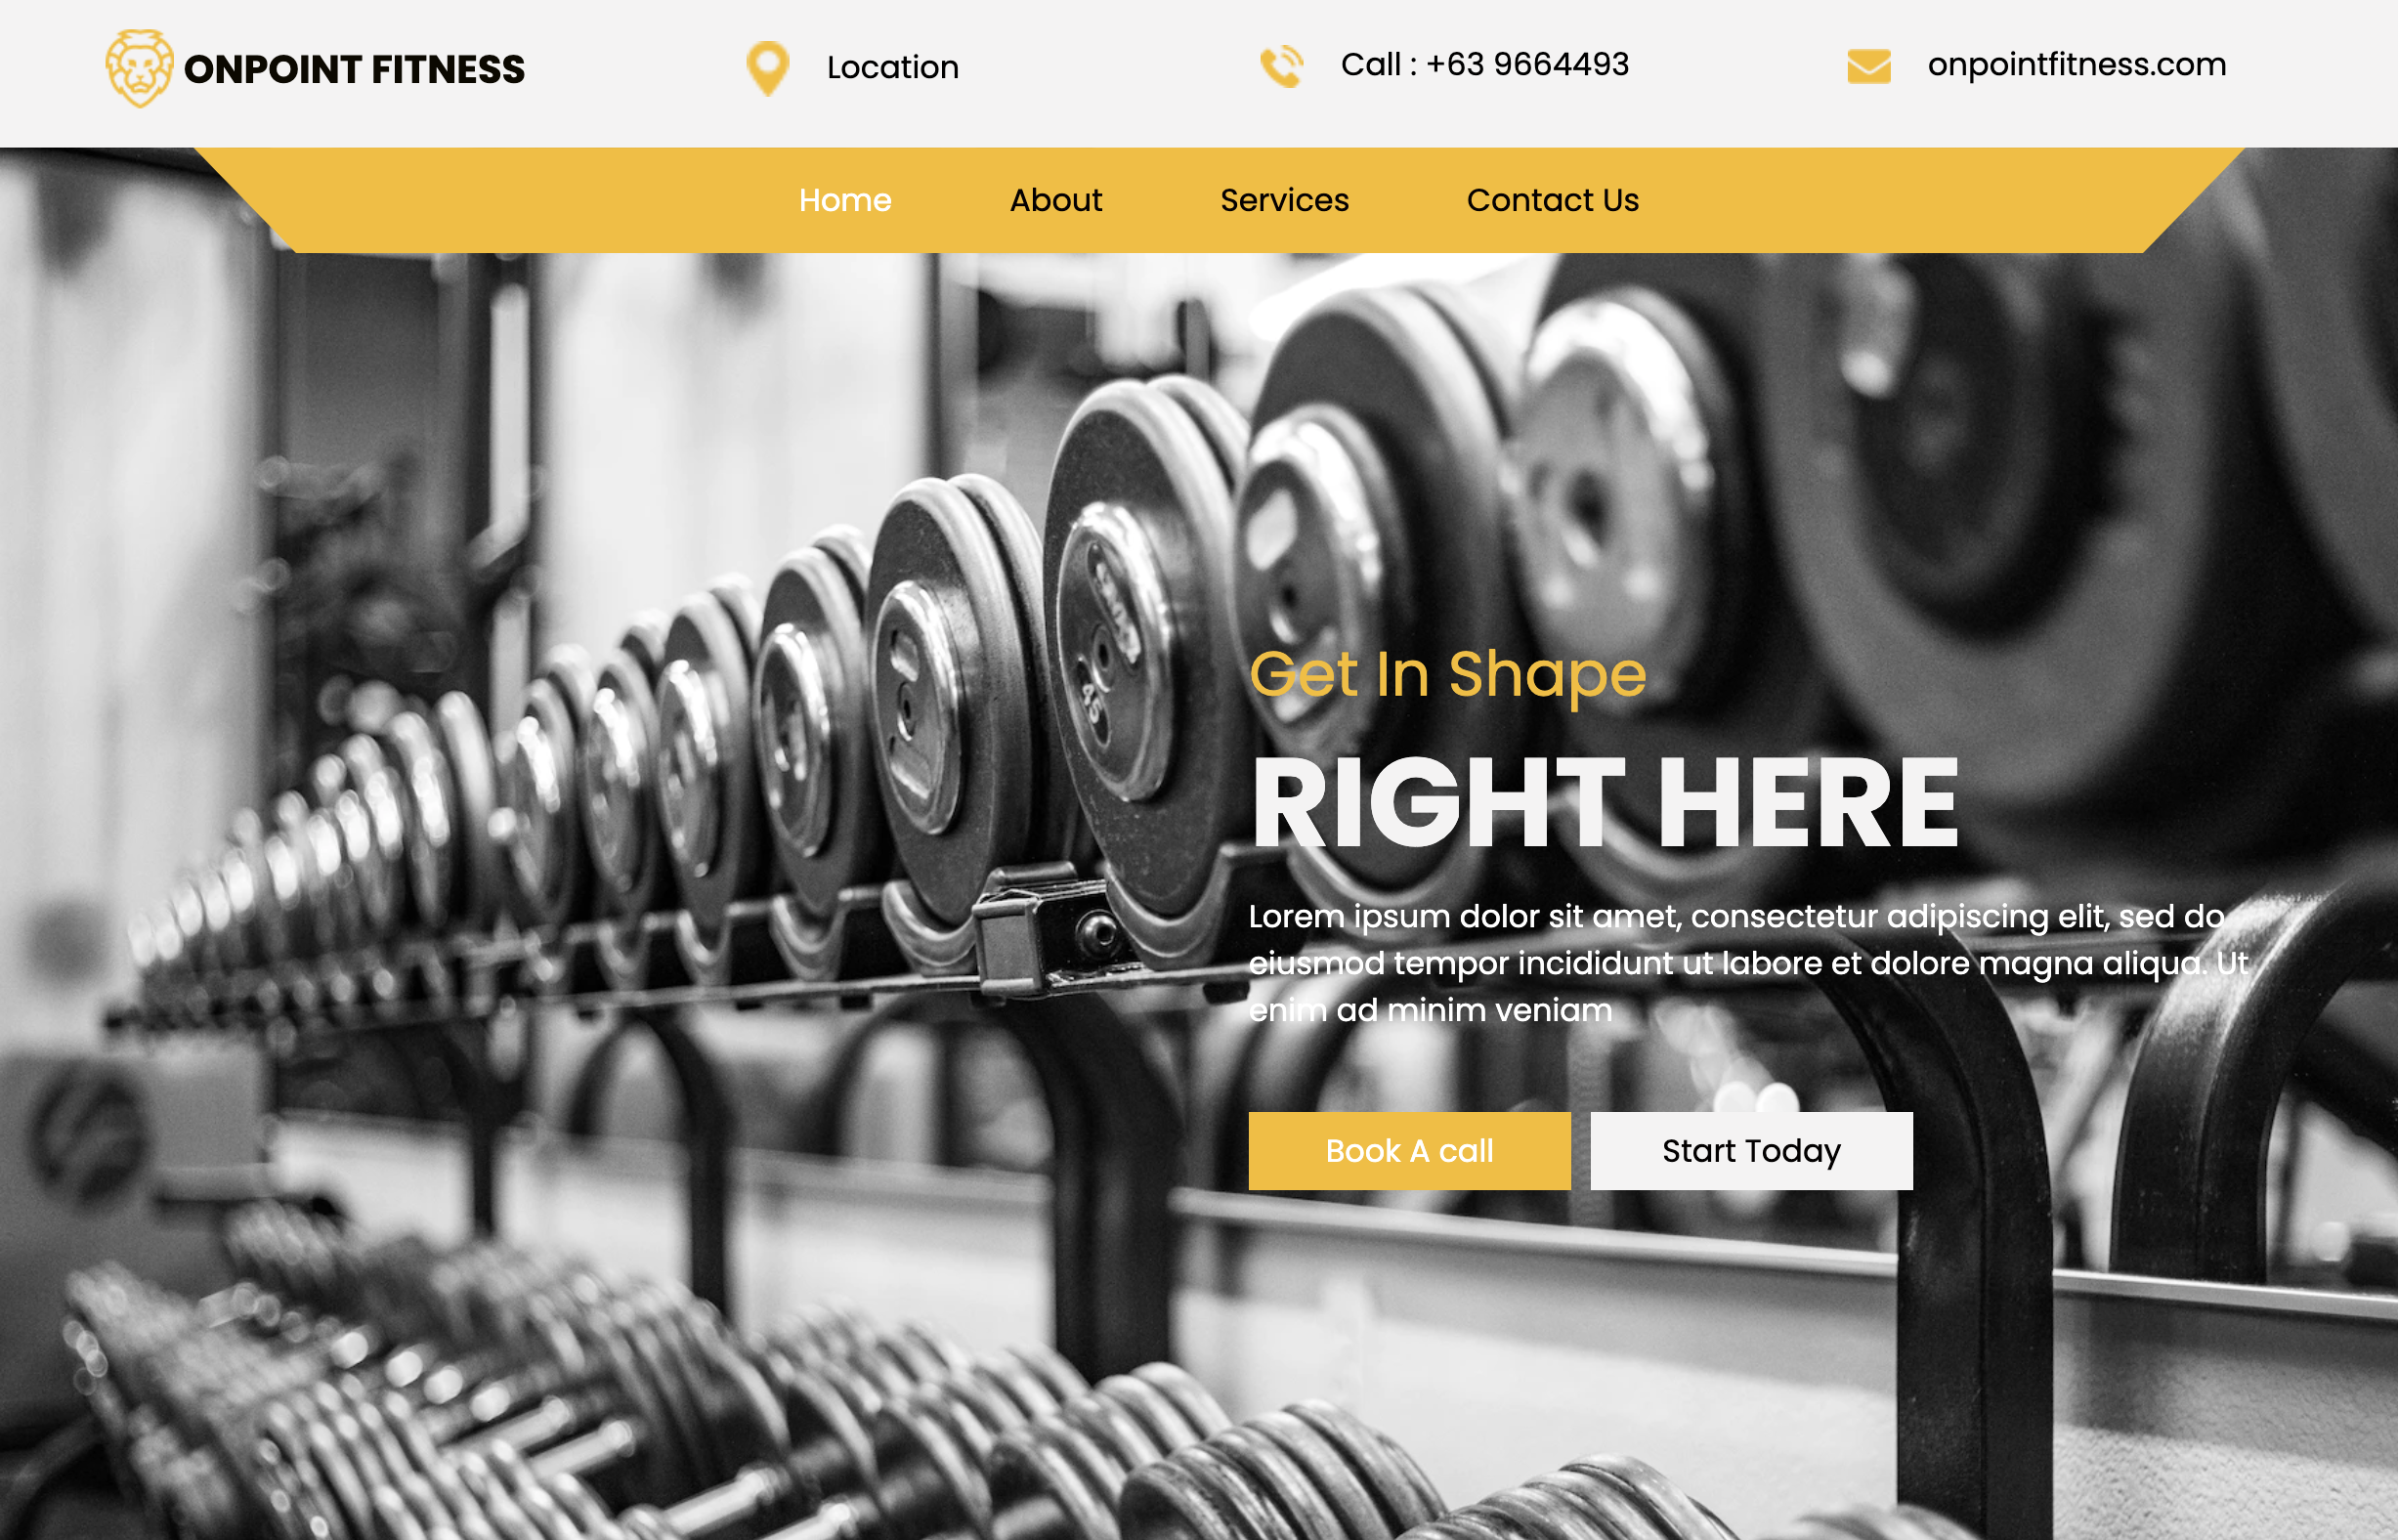 ONPOINT FITNESS
Location
Call : +63 9664493
onpointfitness.com
Home
About
Services
Contact Us
45
Get In Shape
RIGHT HERE
Lorem ipsum dolor sit amet, consectetur adipiscing elit, sed do
eiusmod tempor incididunt ut labore et dolore magna aliqua. Ut
enim ad minim veniam
Book A call
Start Today